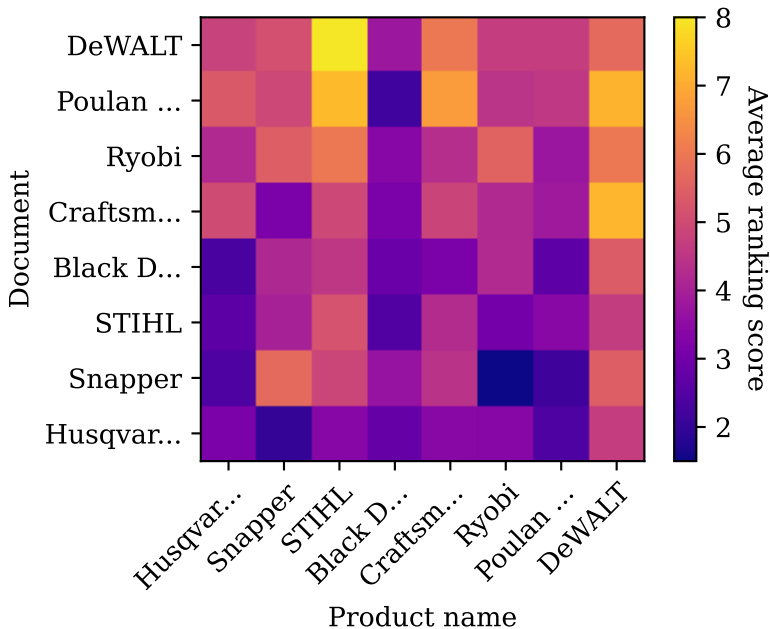 DeWALT
Poulan ...
Ryobi
Craftsm...
Black D...
STIHL
Snapper
Husqvar...
Document
Husqvar...
Snapper
STIHL
Black D...
Craftsm...
Ryobi
Poulan ...
DeWALT
Product name
8
7
6
5
4
3
2
Average ranking score